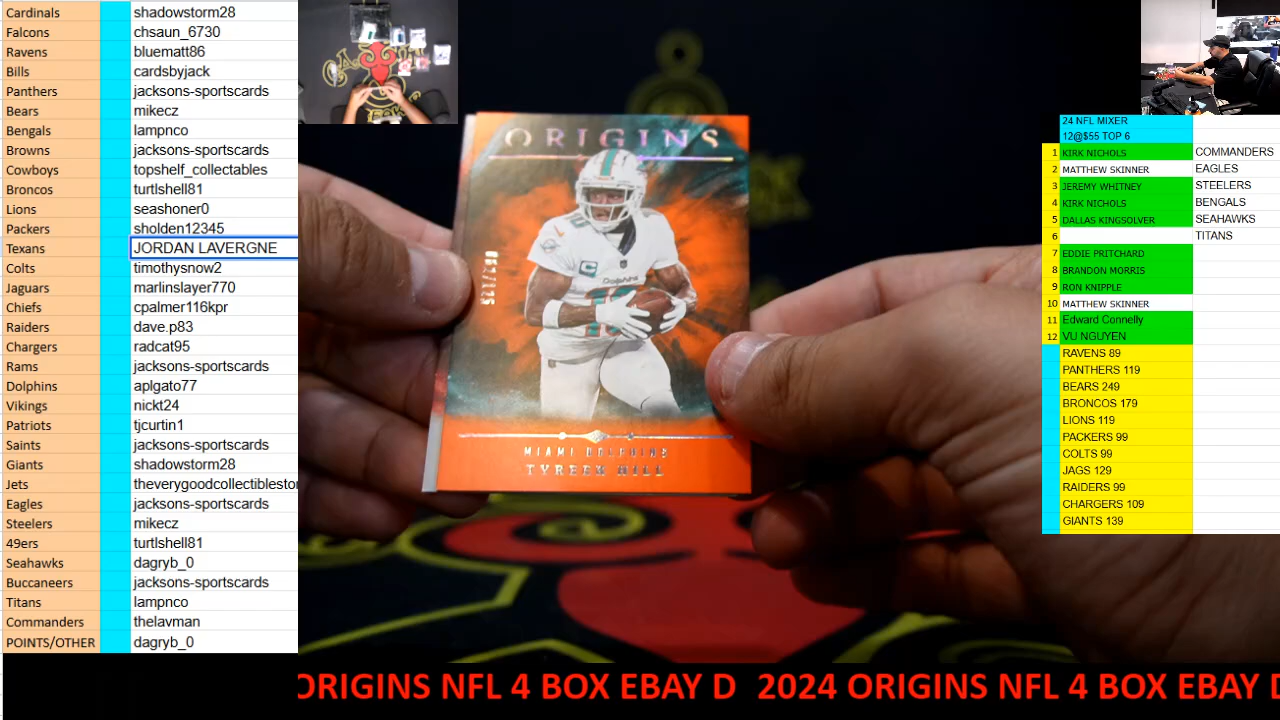 Cardinals shadowstorm28
Falcons chsaun_6730
Ravens bluematt86
Bills cardsbyjack
Panthers jacksons-sportscards
Bears mikecz
Bengals lampnco
Browns jacksons-sportscards
Cowboys topshelf_collectables
Broncos turtlshell81
Lions seashoner0
Packers sholden12345
Texans JORDAN LAVERGNE
Colts timothysnow2
Jaguars marlinslayer770
Chiefs cpalmer116kpr
Raiders dave.p83
Chargers radcat95
Rams jacksons-sportscards
Dolphins aplgato77
Vikings nickt24
Patriots tjcurtin1
Saints jacksons-sportscards
Giants shadowstorm28
Jets theverygoodcollectiblesto
Eagles jacksons-sportscards
Steelers mikecz
49ers turtlshell81
Seahawks dagryb_0
Buccaneers jacksons-sportscards
Titans lampnco
Commanders thelavman
POINTS/OTHER dagryb_0
ORIGINS
MIAMI DOLPHINS
TYREEK HILL
24 NFL MIXER
12@$55 TOP 6
1 KIRK NICHOLS COMMANDERS
2 MATTHEW SKINNER EAGLES
3 JEREMY WHITNEY STEELERS
4 KIRK NICHOLS BENGALS
5 DALLAS KINGSOLVER SEAHAWKS
6 TITANS
7 EDDIE PRITCHARD
8 BRANDON MORRIS
9 RON KNIPPLE
10 MATTHEW SKINNER
11 Edward Connelly
12 VU NGUYEN
RAVENS 89
PANTHERS 119
BEARS 249
BRONCOS 179
LIONS 119
PACKERS 99
COLTS 99
JAGS 129
RAIDERS 99
CHARGERS 109
GIANTS 139
ORIGINS NFL 4 BOX EBAY D 2024 ORIGINS NFL 4 BOX EBAY